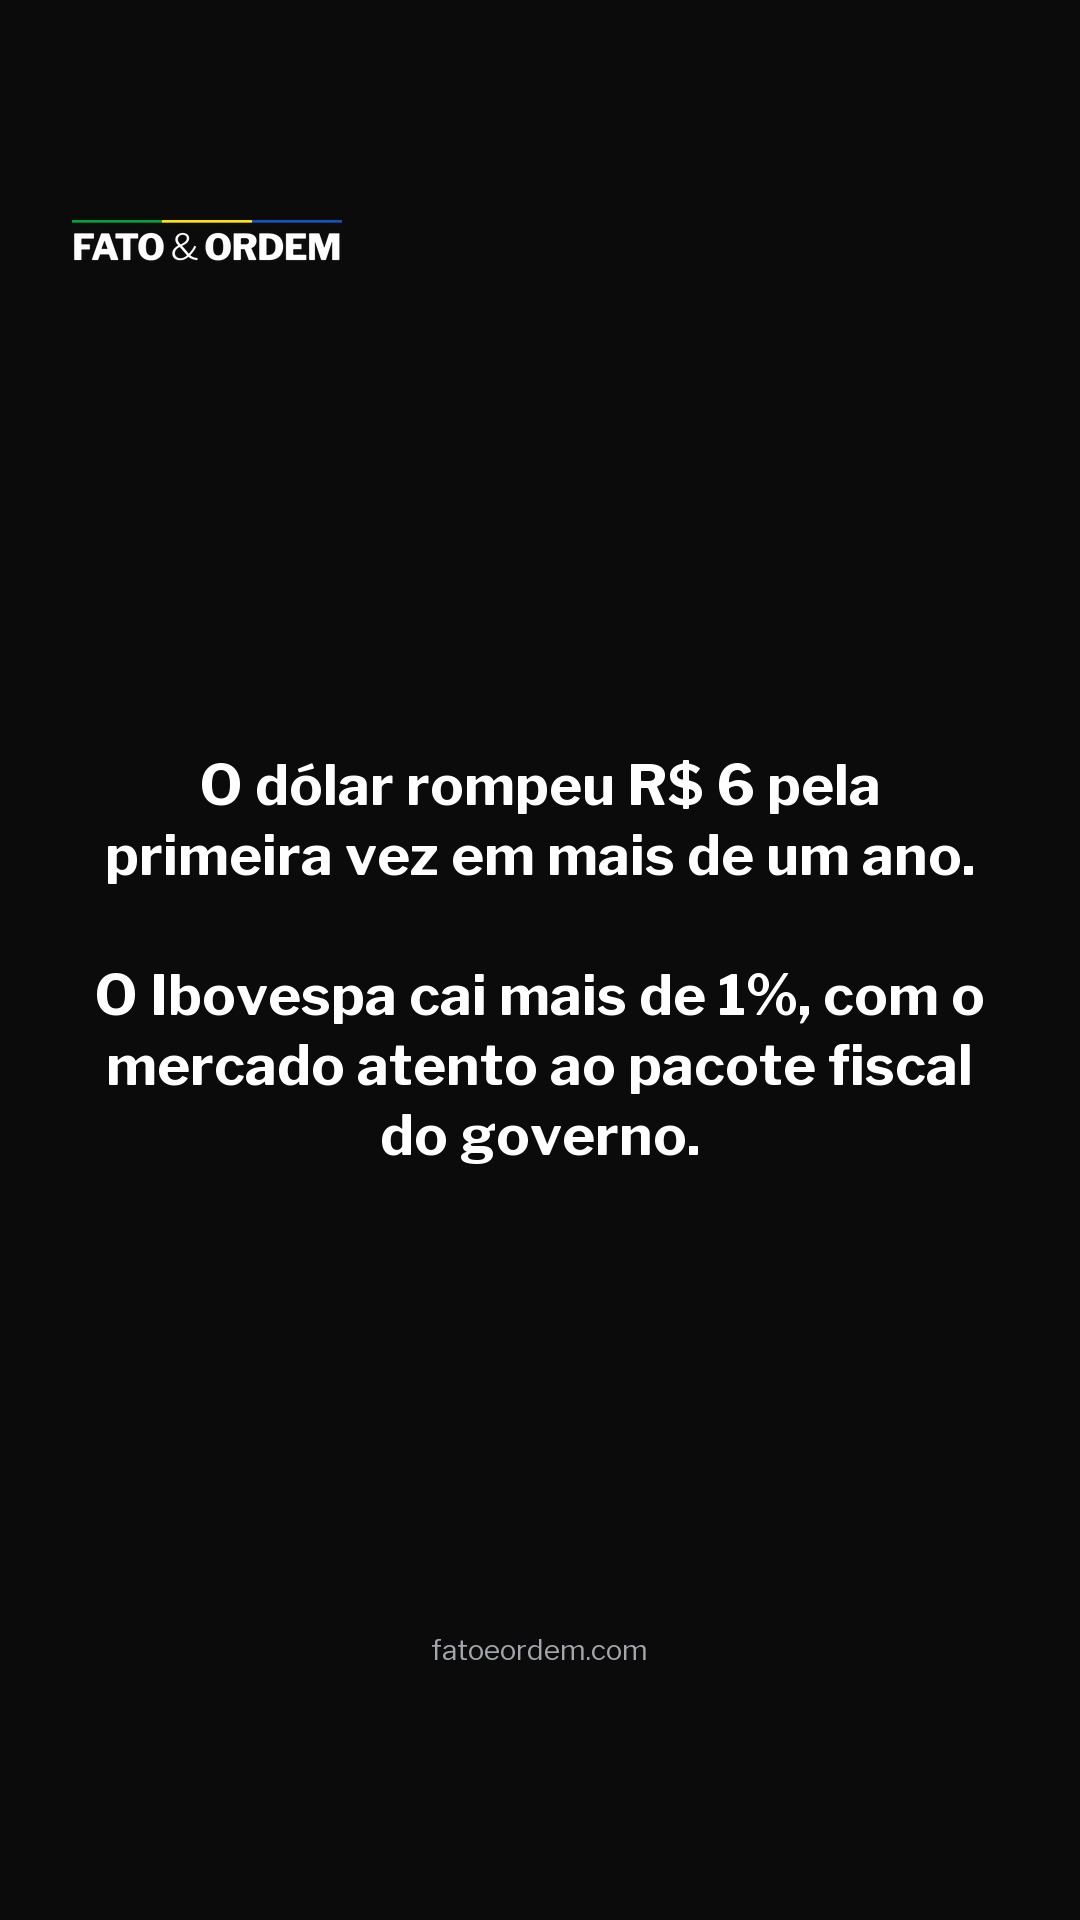 FATO & ORDEM
O dólar rompeu R$ 6 pela
primeira vez em mais de um ano.
O Ibovespa cai mais de 1%, com o
mercado atento ao pacote fiscal
do governo.
fatoeordem.com